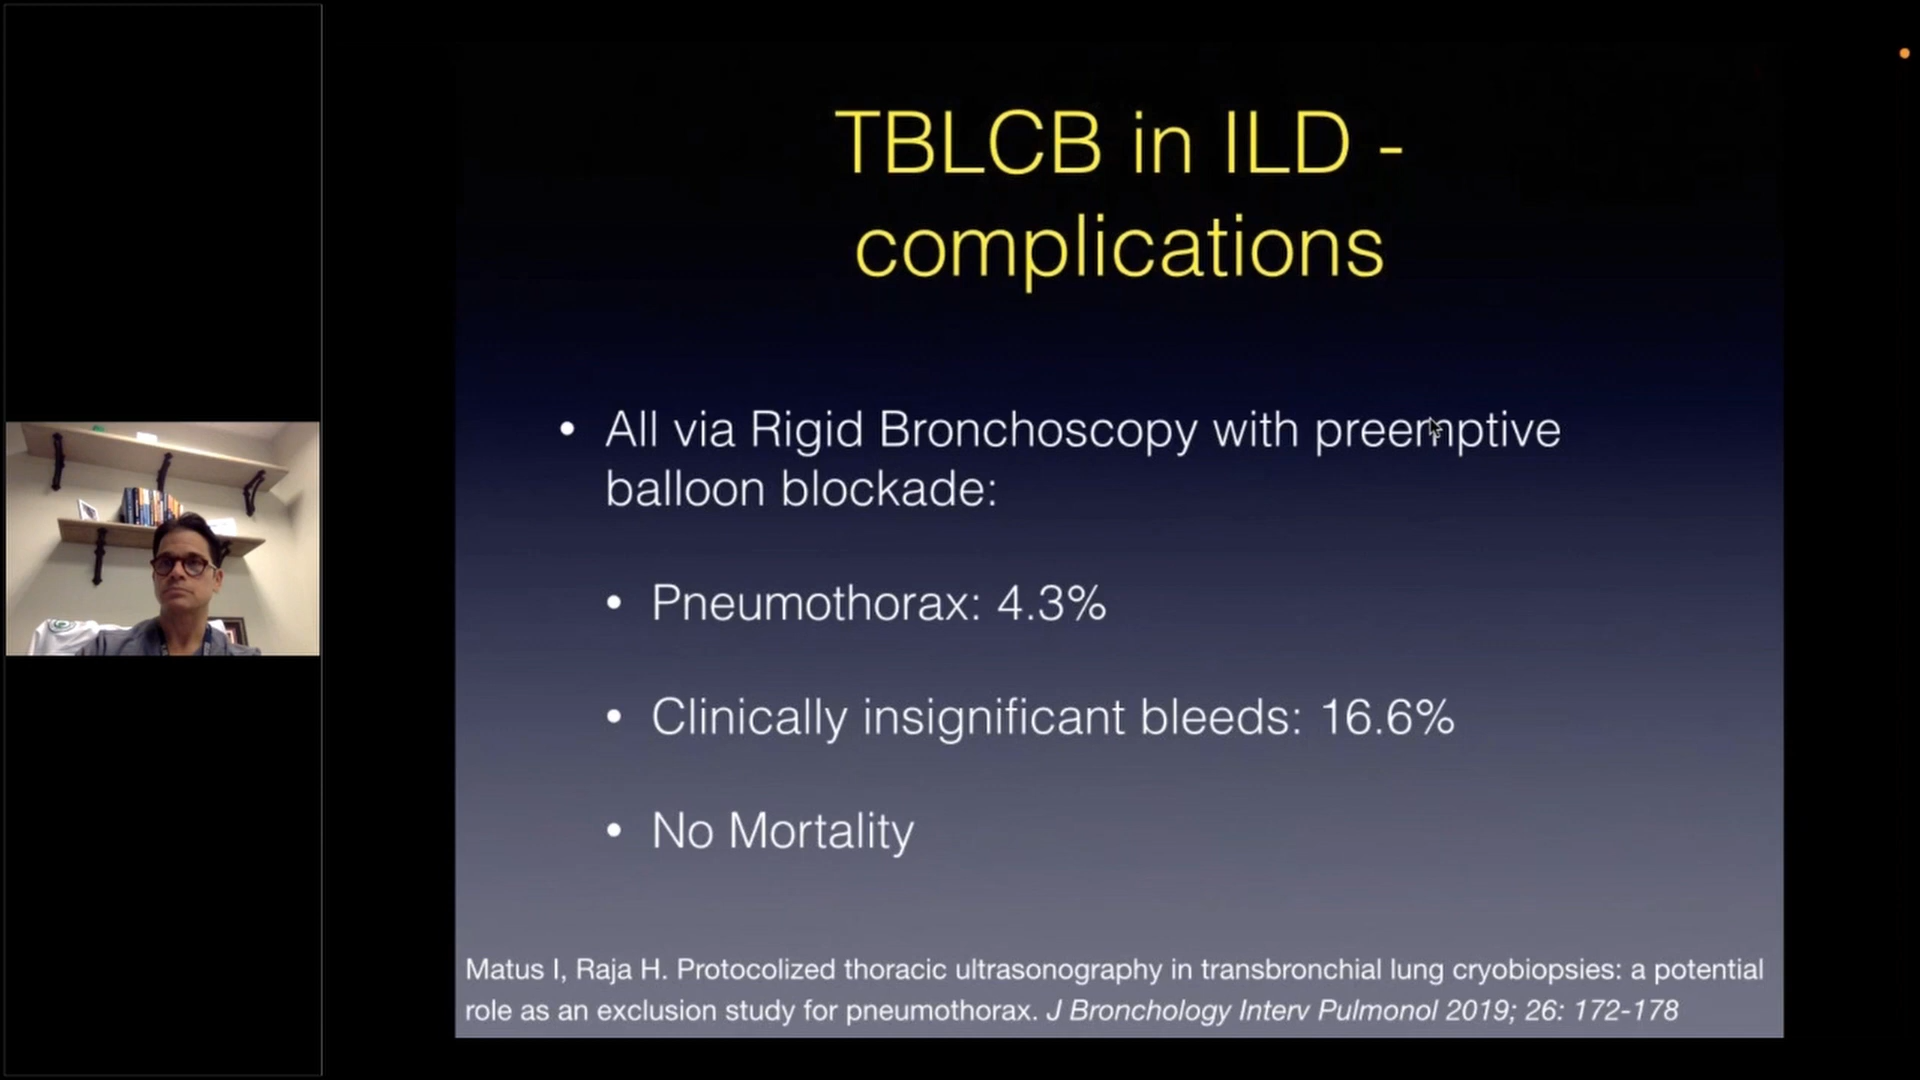 TBLCB in ILD -
complications
• All via Rigid Bronchoscopy with preemptive
balloon blockade:
• Pneumothorax: 4.3%
• Clinically insignificant bleeds: 16.6%
• No Mortality
Matus I, Raja H. Protocolized thoracic ultrasonography in transbronchial lung cryobiopsies: a potential
role as an exclusion study for pneumothorax. J Bronchology Interv Pulmonol 2019; 26: 172-178